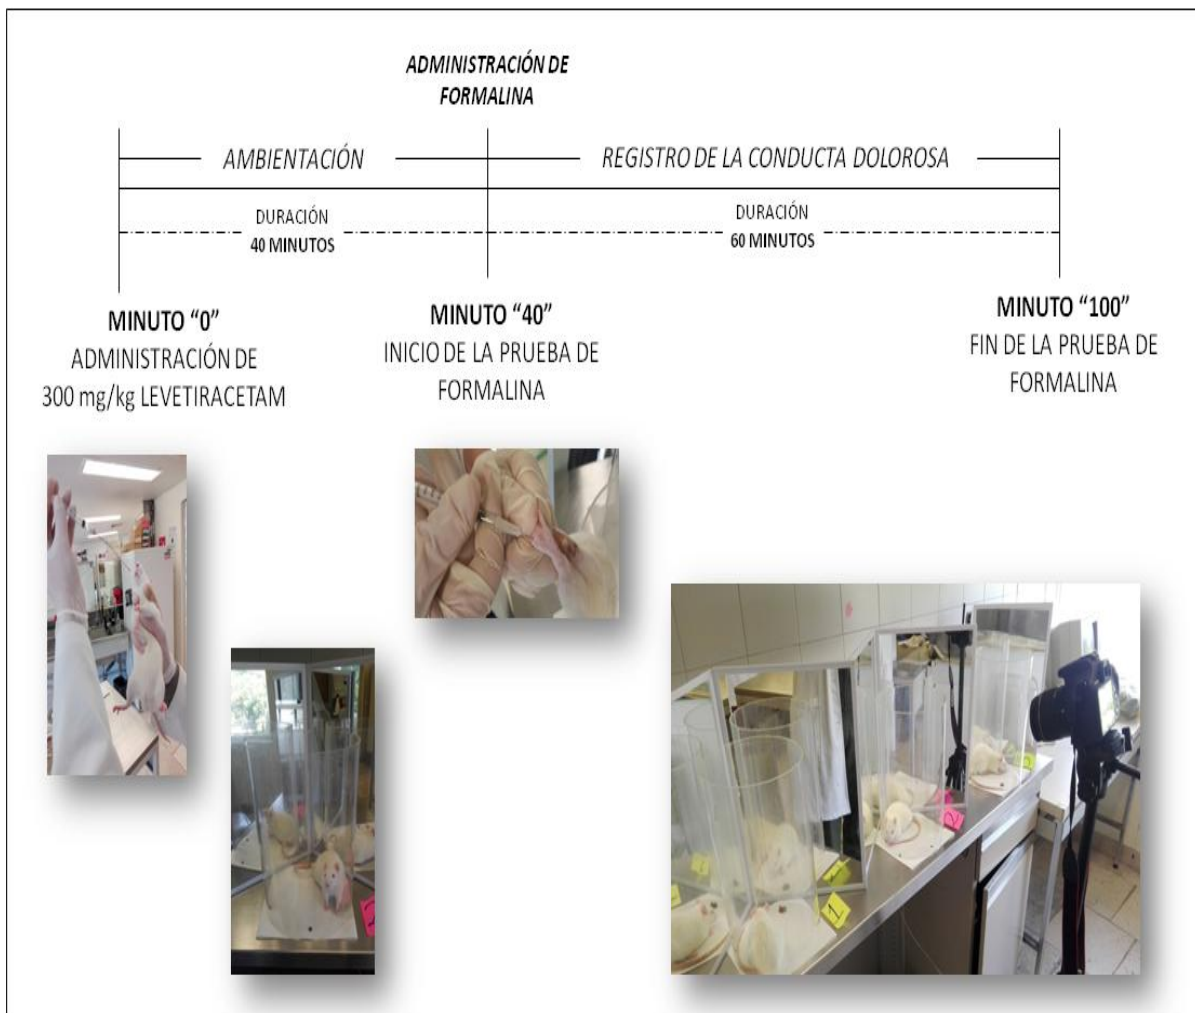 ADMINISTRACIÓN DE
FORMALINA
AMBIENTACIÓN
REGISTRO DE LA CONDUCTA DOLOROSA
DURACIÓN
40 MINUTOS
DURACIÓN
60 MINUTOS
MINUTO “0”
ADMINISTRACIÓN DE
300 mg/kg LEVETIRACETAM
MINUTO “40”
INICIO DE LA PRUEBA DE
FORMALINA
MINUTO “100”
FIN DE LA PRUEBA DE
FORMALINA
1
2